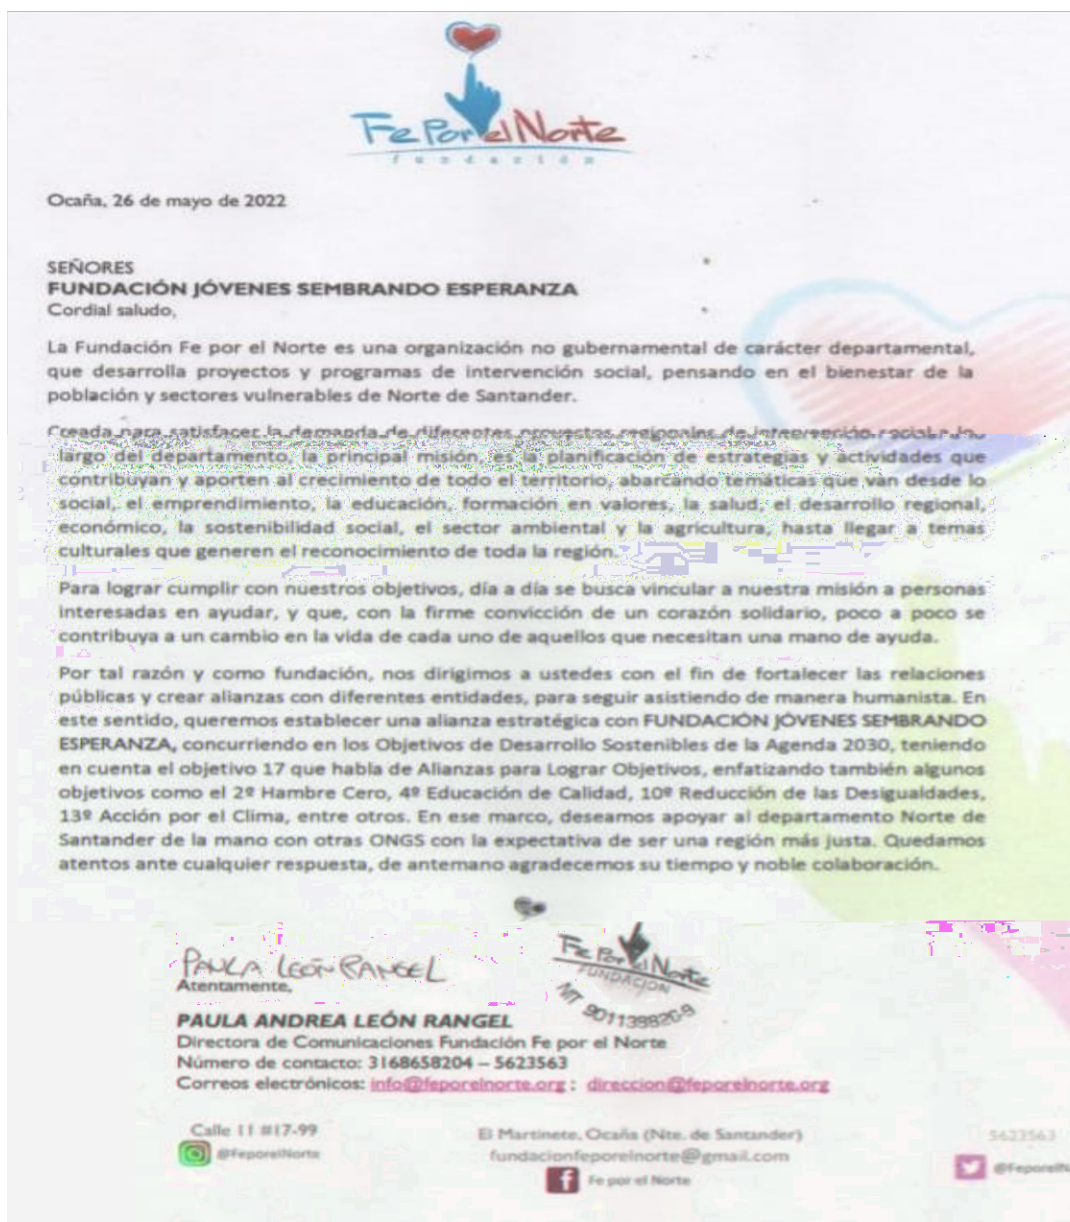 Fe Por el Norte
fundación
Ocaña, 26 de mayo de 2022
SEÑORES
FUNDACIÓN JÓVENES SEMBRANDO ESPERANZA
Cordial saludo,
La Fundación Fe por el Norte es una organización no gubernamental de carácter departamental,
que desarrolla proyectos y programas de intervención social, pensando en el bienestar de la
población y sectores vulnerables de Norte de Santander.
Creada para satisfacer la demanda de diferentes proyectos regionales de intervención social a lo
largo del departamento, la principal misión, es la planificación de estrategias y actividades que
contribuyan y aporten al crecimiento de todo el territorio, abarcando temáticas que van desde lo
social, el emprendimiento, la educación, formación en valores, la salud, el desarrollo regional,
económico, la sostenibilidad social, el sector ambiental y la agricultura, hasta llegar a temas
culturales que generen el reconocimiento de toda la región.
Para lograr cumplir con nuestros objetivos, día a día se busca vincular a nuestra misión a personas
interesadas en ayudar, y que, con la firme convicción de un corazón solidario, poco a poco se
contribuya a un cambio en la vida de cada uno de aquellos que necesitan una mano de ayuda.
Por tal razón y como fundación, nos dirigimos a ustedes con el fin de fortalecer las relaciones
públicas y crear alianzas con diferentes entidades, para seguir asistiendo de manera humanista. En
este sentido, queremos establecer una alianza estratégica con FUNDACIÓN JÓVENES SEMBRANDO
ESPERANZA, concurriendo en los Objetivos de Desarrollo Sostenibles de la Agenda 2030, teniendo
en cuenta el objetivo 17 que habla de Alianzas para Lograr Objetivos, enfatizando también algunos
objetivos como el 2º Hambre Cero, 4º Educación de Calidad, 10º Reducción de las Desigualdades,
13º Acción por el Clima, entre otros. En ese marco, deseamos apoyar al departamento Norte de
Santander de la mano con otras ONGS con la expectativa de ser una región más justa. Quedamos
atentos ante cualquier respuesta, de antemano agradecemos su tiempo y noble colaboración.
PAULA LEÓN RANGEL
Fe Por el Norte
FUNDACIÓN
NIT 901139820-9
Atentamente,
PAULA ANDREA LEÓN RANGEL
Directora de Comunicaciones Fundación Fe por el Norte
Número de contacto: 3168658204 – 5623563
Correos electrónicos: info@feporelnorte.org ; direccion@feporelnorte.org
Calle 11 #17-99
El Martinete, Ocaña (Nte. de Santander)
5623563
@FeporelNorte
fundacionfeporelnorte@gmail.com
Fe por el Norte